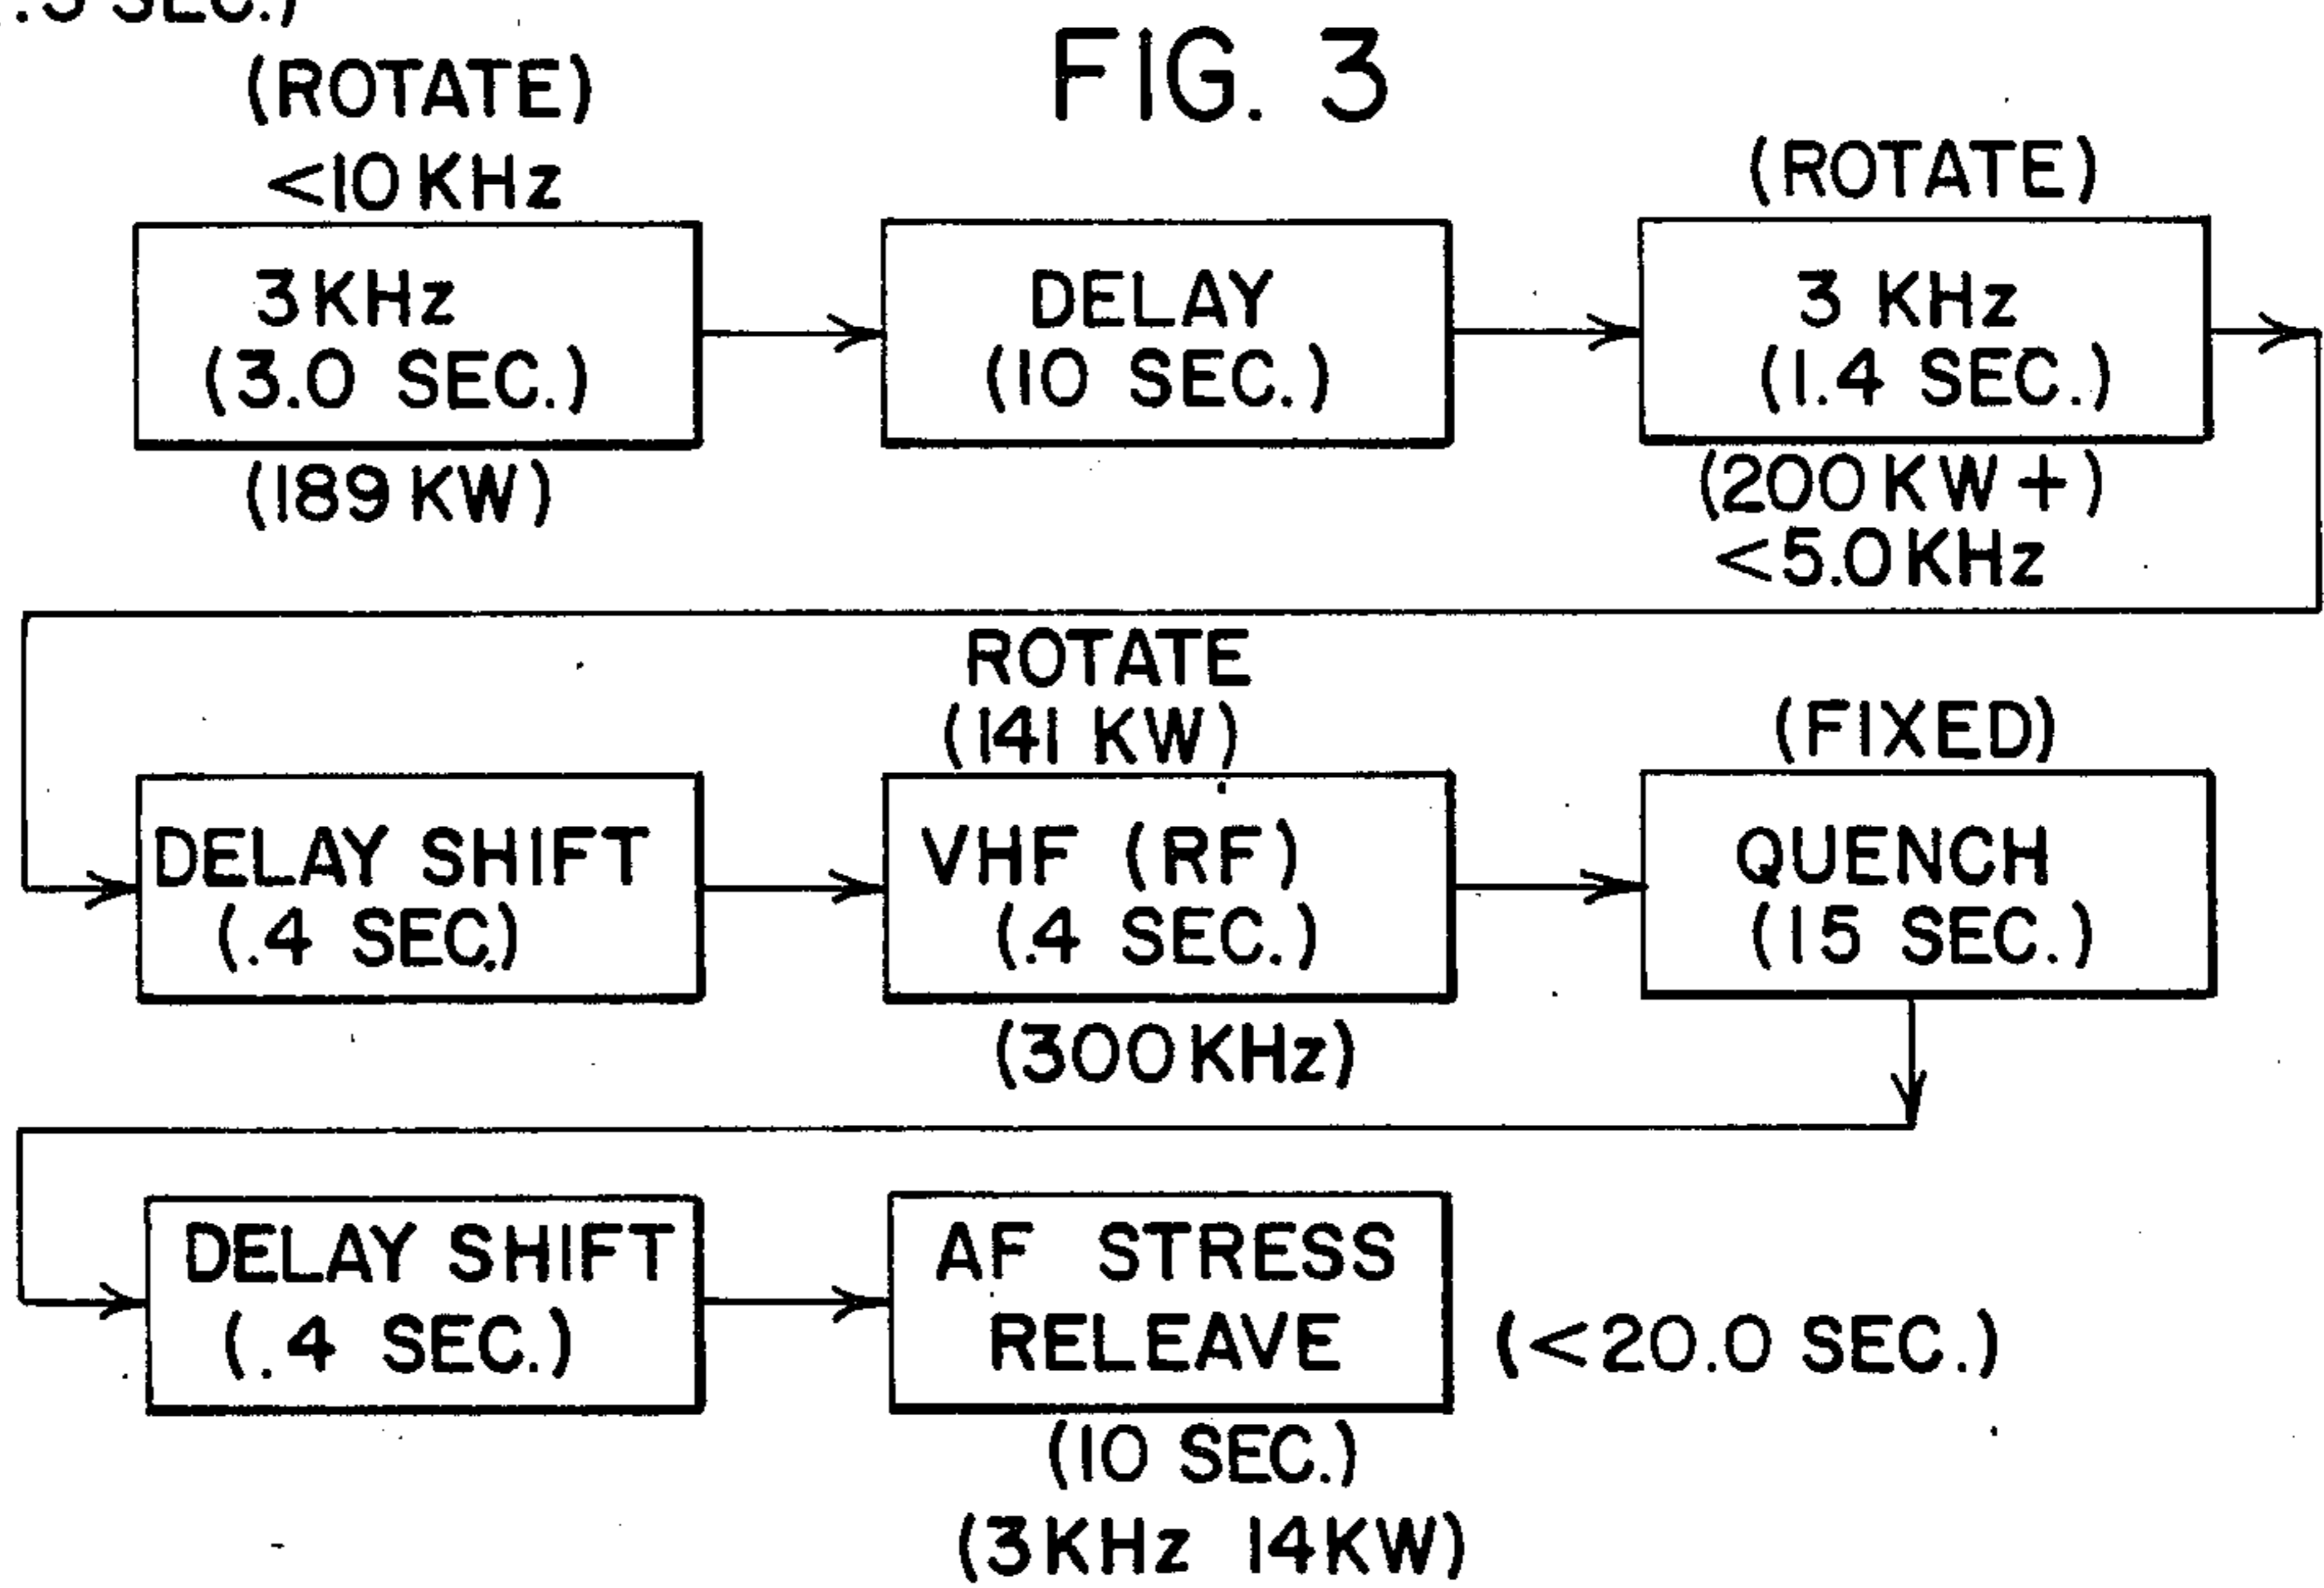 FIG. 3
(ROTATE)
<10 KHz
3 KHz
(3.0 SEC.)
(189 KW)
DELAY
(10 SEC.)
(ROTATE)
3 KHz
(1.4 SEC.)
(200 KW +)
<5.0 KHz
DELAY SHIFT
(.4 SEC.)
ROTATE
(141 KW)
VHF (RF)
(.4 SEC.)
(300 KHz)
(FIXED)
QUENCH
(15 SEC.)
DELAY SHIFT
(.4 SEC.)
AF STRESS
RELEAVE
(10 SEC.)
(3 KHz 14 KW)
(<20.0 SEC.)